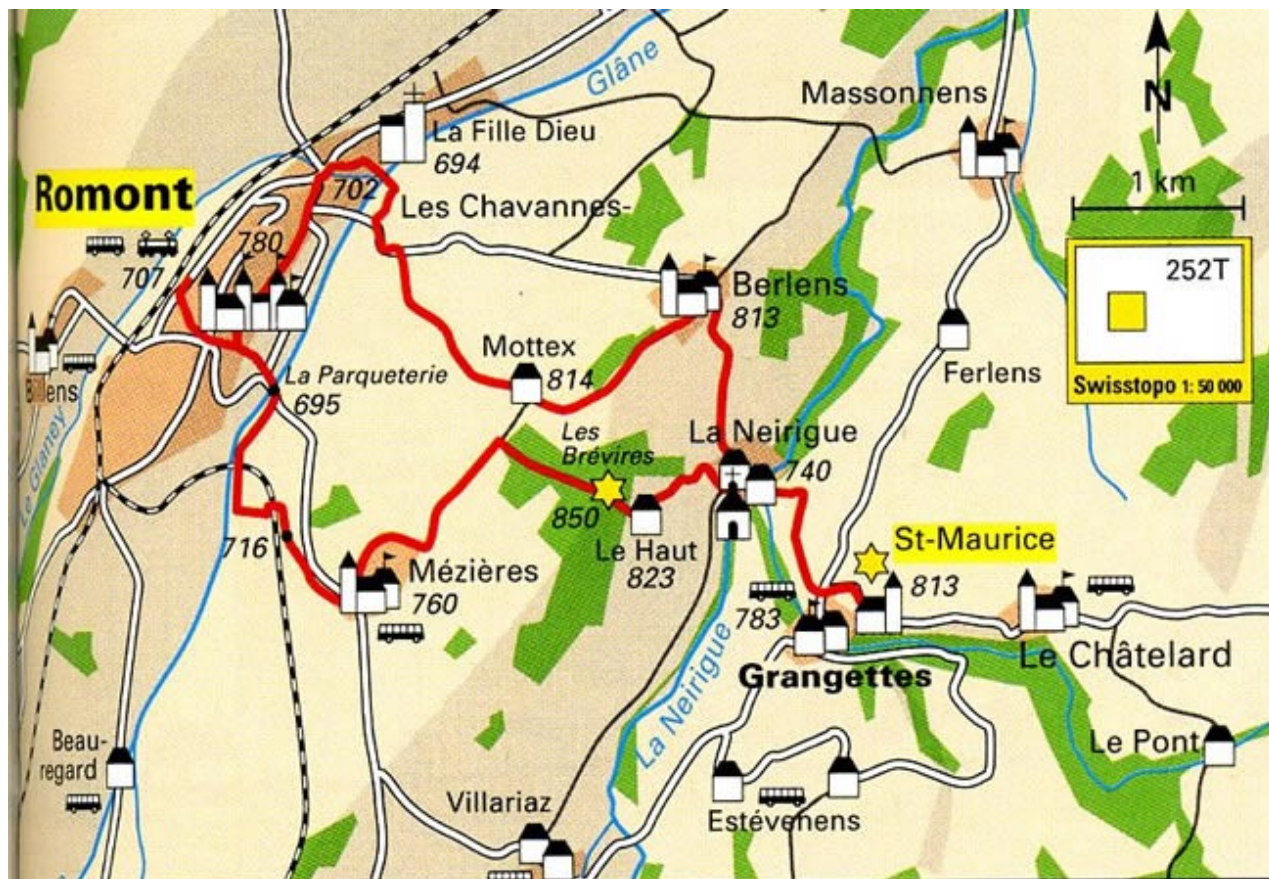 Glâne
Massonnens
N
La Fille Dieu
694
Romont
702
Les Chavannes-
1 km
780
707
252T
Berlens
813
Mottex
814
Ferlens
Billens
La Parqueterie
695
Swisstopo 1: 50 000
Le Glaney
Les
Brévires
La Neirigue
740
850
716
Le Haut
823
St-Maurice
Mézières
760
813
783
Le Châtelard
Grangettes
La Neirigue
Beau-
regard
Le Pont
Villariaz
Estévenens